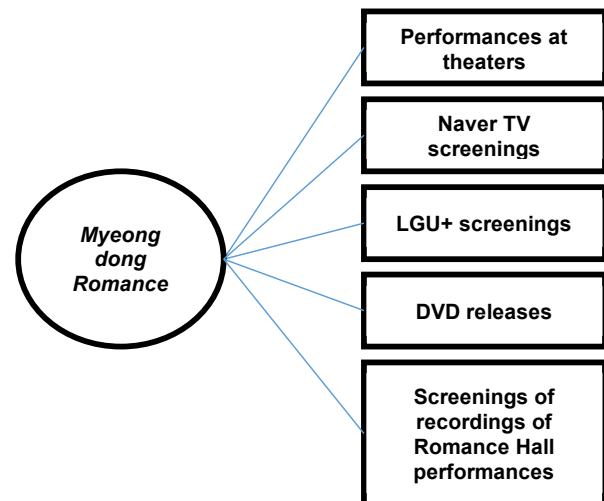 Performances at
theaters
Naver TV
screenings
Myeong
dong
Romance
LGU+ screenings
DVD releases
Screenings of
recordings of
Romance Hall
performances